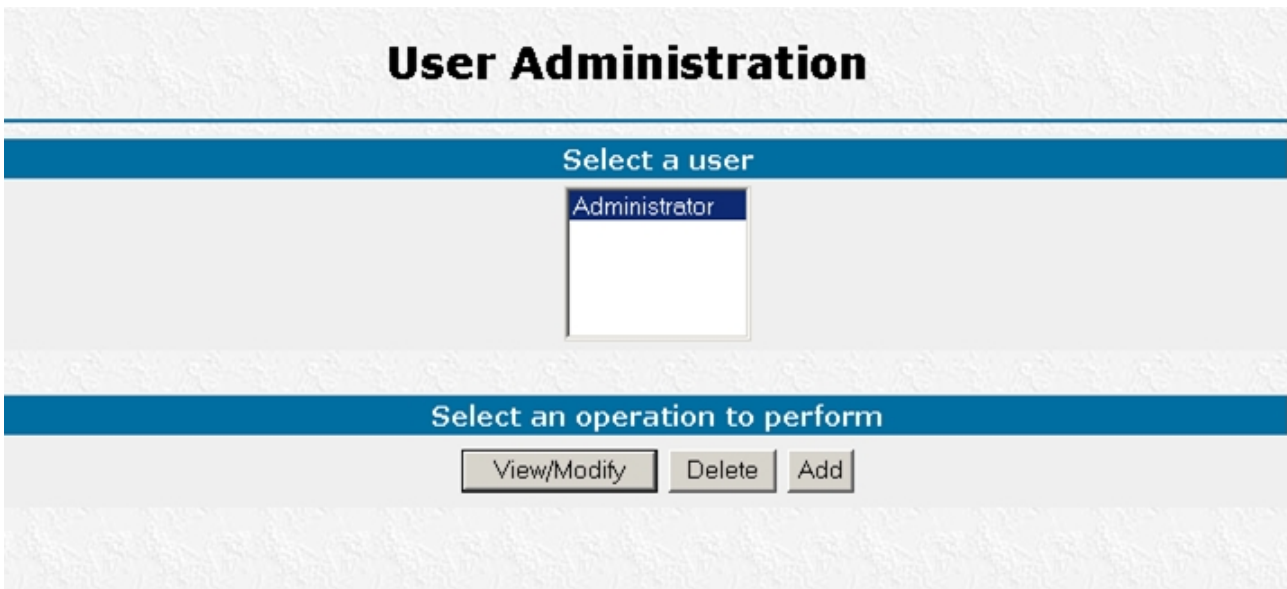 User Administration
Select a user
Administrator
Select an operation to perform
View/Modify Delete Add